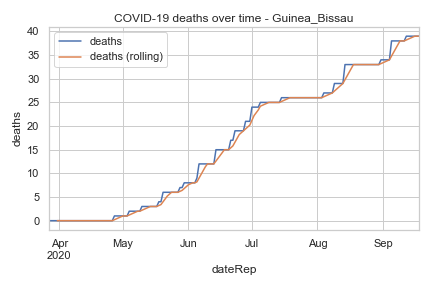 COVID-19 deaths over time - Guinea_Bissau
deaths
deaths (rolling)
40
35
30
25
20
15
10
5
0
deaths
Apr
2020
May
Jun
Jul
Aug
Sep
dateRep